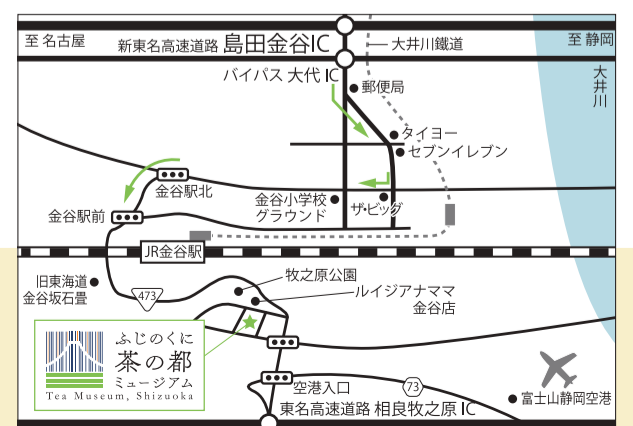 至 名古屋
新東名高速道路 島田金谷IC
大井川鐵道
至 静岡
バイパス 大代 IC
大井川
郵便局
タイヨー
セブンイレブン
金谷駅北
金谷小学校
グラウンド
ザ・ビッグ
金谷駅前
JR金谷駅
旧東海道
金谷坂石畳
473
牧之原公園
ルイジアナママ
金谷店
ふじのくに
茶の都
ミュージアム
Tea Museum, Shizuoka
空港入口
73
富士山静岡空港
東名高速道路 相良牧之原 IC